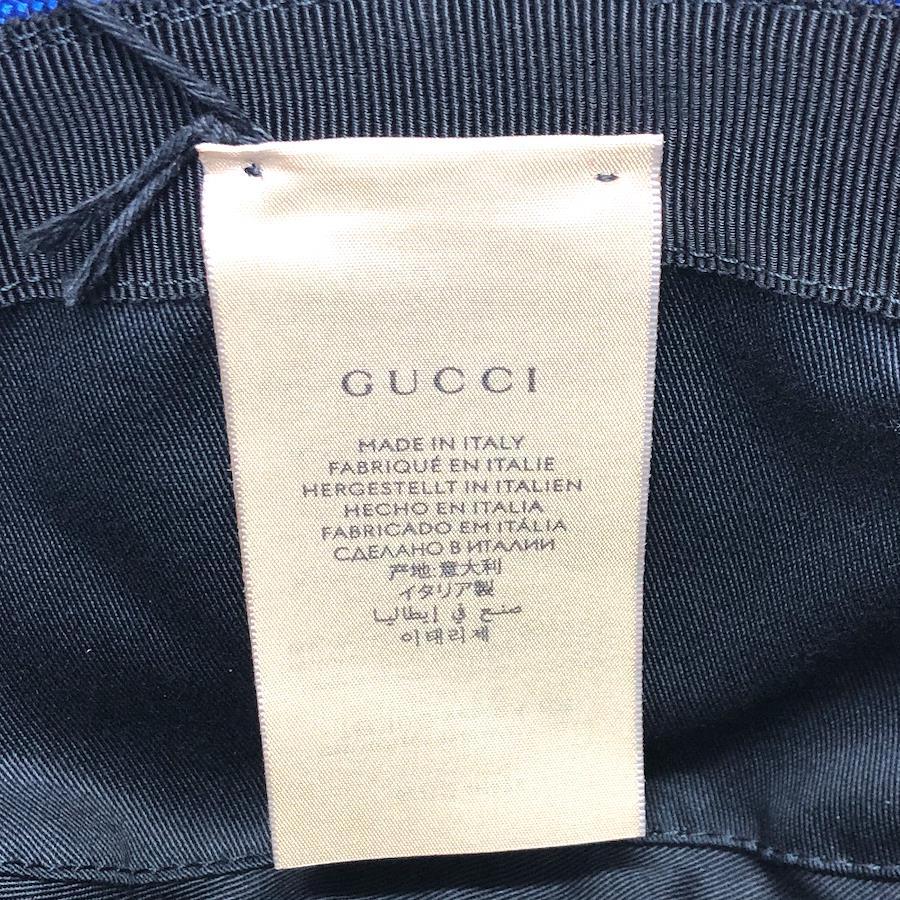 GUCCI
MADE IN ITALY
FABRIQUÉ EN ITALIE
HERGESTELLT IN ITALIEN
HECHO EN ITALIA
FABRICADO EM ITÁLIA
СДЕЛАНО В ИТАЛИИ
产地:意大利
イタリア製
صنع في إيطاليا
이태리제